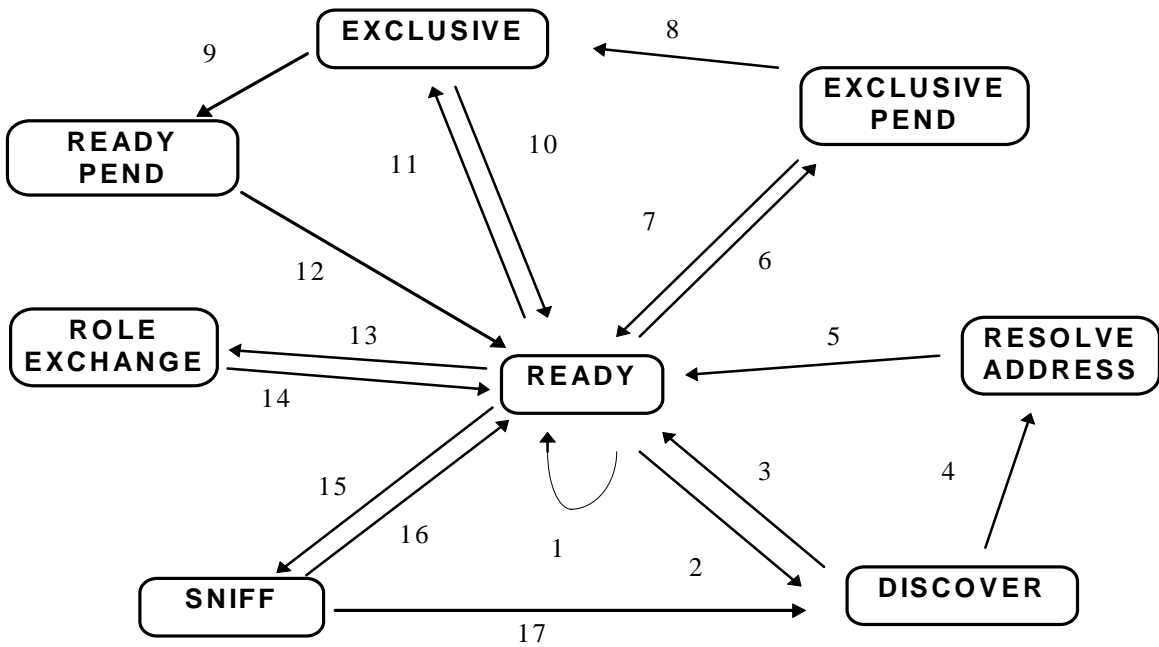 EXCLUSIVE
8
9
EXCLUSIVE
PEND
READY
PEND
10
11
7
6
12
ROLE
EXCHANGE
13
5
RESOLVE
ADDRESS
READY
14
15
3
4
16
1
2
SNIFF
DISCOVER
17